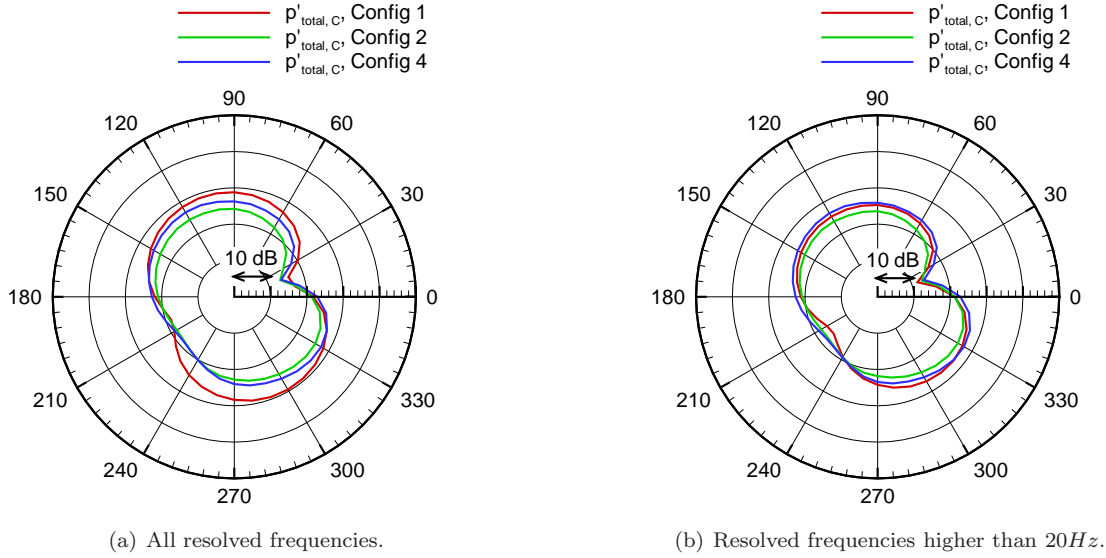 p'total, C, Config 1
p'total, C, Config 2
p'total, C, Config 4
90
120
60
150
30
10 dB
180
0
210
330
240
300
270
(a) All resolved frequencies.
p'total, C, Config 1
p'total, C, Config 2
p'total, C, Config 4
90
120
60
150
30
10 dB
180
0
210
330
240
300
270
(b) Resolved frequencies higher than 20Hz.